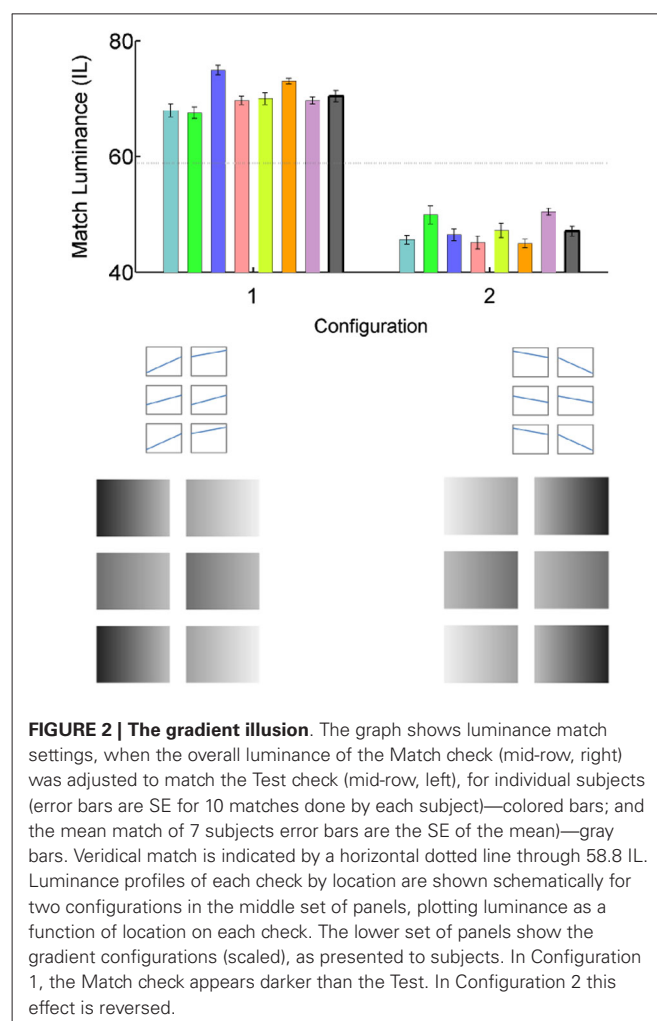 80
60
40
Match Luminance (IL)
1 2
Configuration
FIGURE 2 | The gradient illusion. The graph shows luminance match
settings, when the overall luminance of the Match check (mid-row, right)
was adjusted to match the Test check (mid-row, left), for individual subjects
(error bars are SE for 10 matches done by each subject)—colored bars; and
the mean match of 7 subjects error bars are the SE of the mean)—gray
bars. Veridical match is indicated by a horizontal dotted line through 58.8 IL.
Luminance profiles of each check by location are shown schematically for
two configurations in the middle set of panels, plotting luminance as a
function of location on each check. The lower set of panels show the
gradient configurations (scaled), as presented to subjects. In Configuration
1, the Match check appears darker than the Test. In Configuration 2 this
effect is reversed.